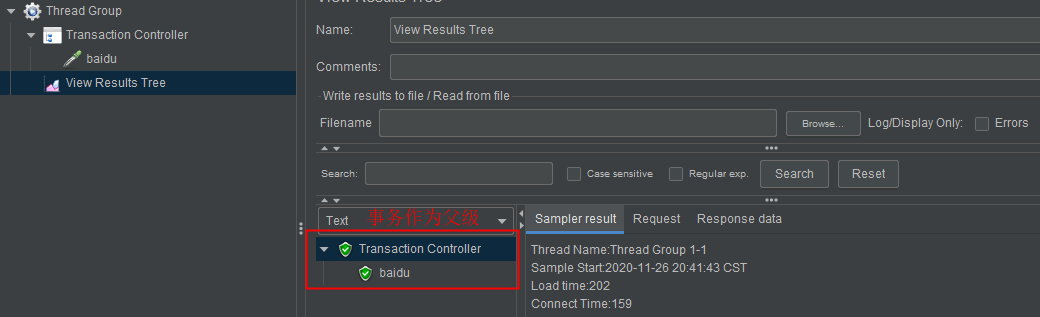 Thread Group
Transaction Controller
baidu
View Results Tree
View Results Tree
Name: View Results Tree
Comments:
Write results to file / Read from file
Filename Browse... Log/Display Only: Errors
Search: Case sensitive Regular exp. Search Reset
Text 事务作为父级 Sampler result Request Response data
Transaction Controller
baidu
Thread Name:Thread Group 1-1
Sample Start:2020-11-26 20:41:43 CST
Load time:202
Connect Time:159